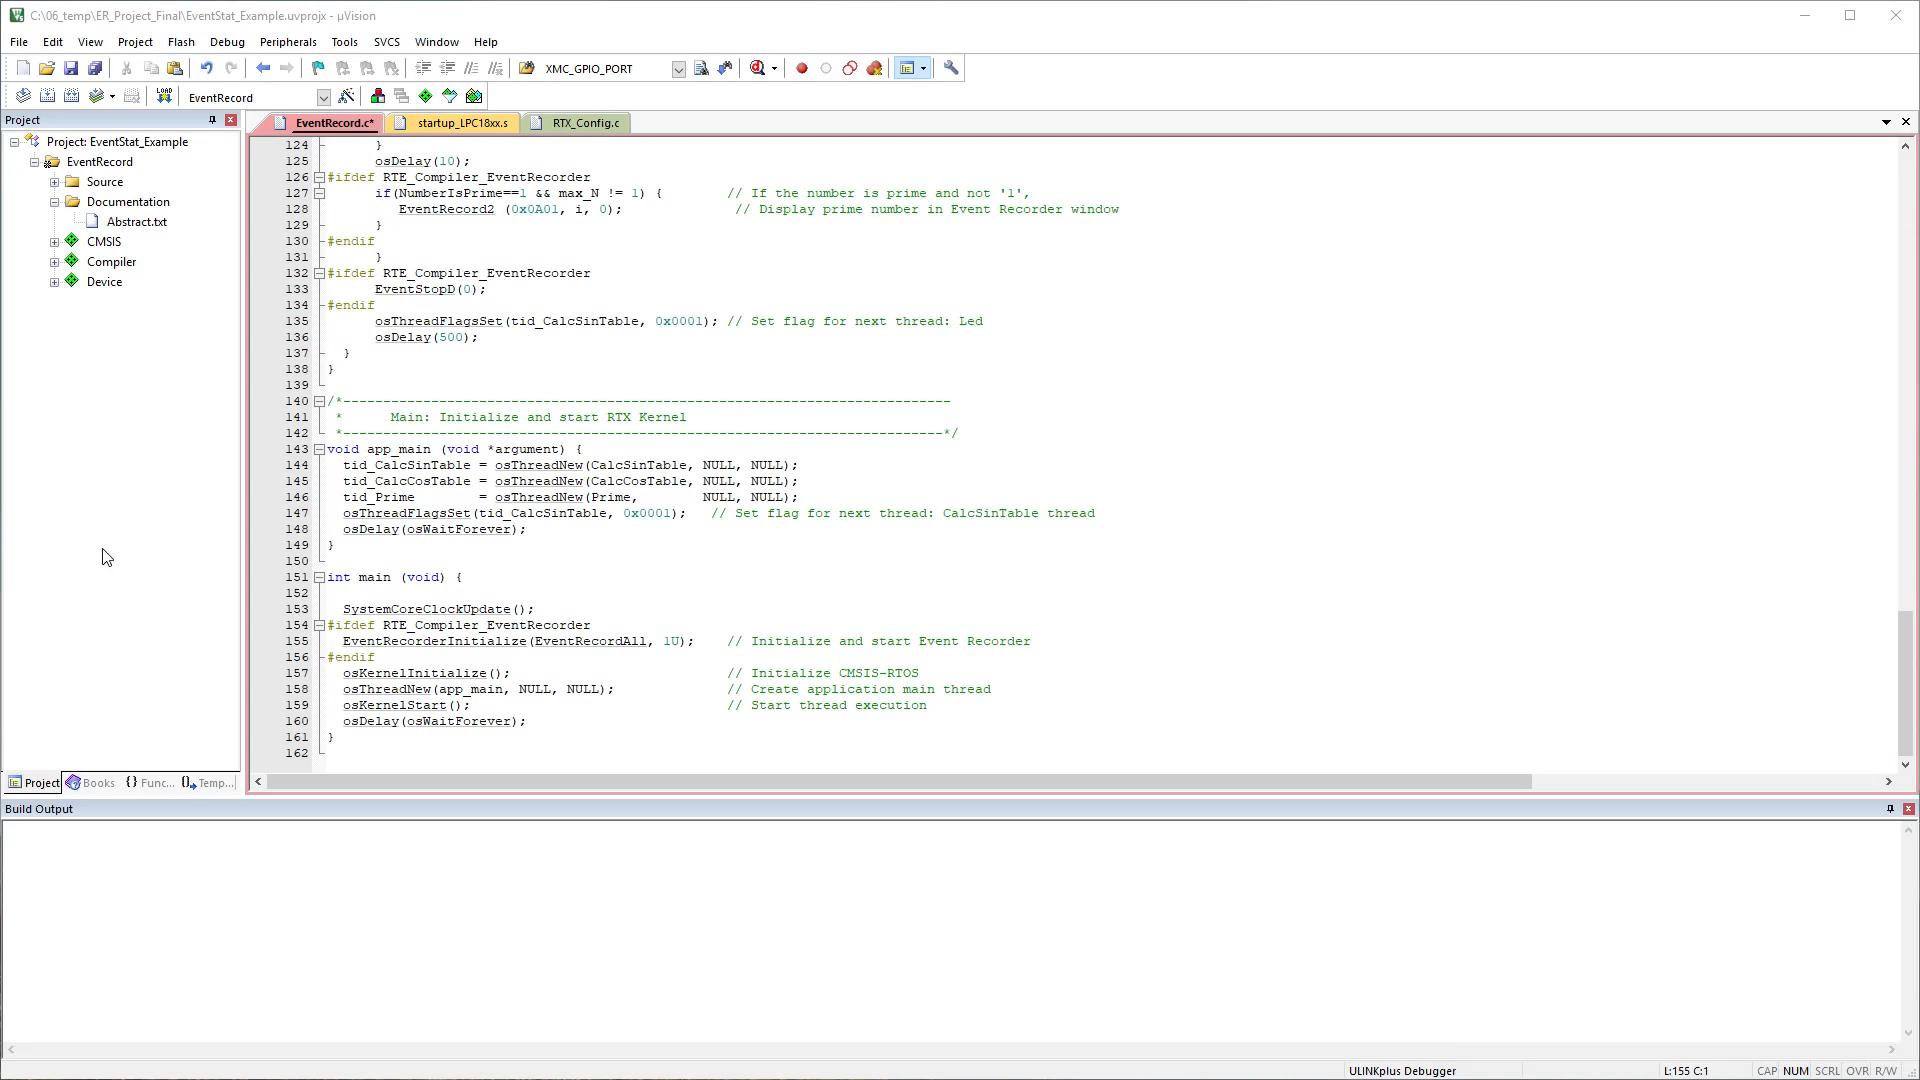 C:\06_temp\ER_Project_Final\EventStat_Example.uvprojx - µVision
File Edit View Project Flash Debug Peripherals Tools SVCS Window Help
XMC_GPIO_PORT
LOAD EventRecord
Project
EventRecord.c* startup_LPC18xx.s RTX_Config.c
Project: EventStat_Example
EventRecord
Source
Documentation
Abstract.txt
CMSIS
Compiler
Device
124 }
125 osDelay(10);
126 #ifdef RTE_Compiler_EventRecorder
127 if(NumberIsPrime==1 && max_N != 1) { // If the number is prime and not '1',
128 EventRecord2 (0x0A01, i, 0); // Display prime number in Event Recorder window
129 }
130 #endif
131 }
132 #ifdef RTE_Compiler_EventRecorder
133 EventStopD(0);
134 #endif
135 osThreadFlagsSet(tid_CalcSinTable, 0x0001); // Set flag for next thread: Led
136 osDelay(500);
137 }
138 }
139
140 /*----------------------------------------------------------------------------
141 * Main: Initialize and start RTX Kernel
142 *---------------------------------------------------------------------------*/
143 void app_main (void *argument) {
144 tid_CalcSinTable = osThreadNew(CalcSinTable, NULL, NULL);
145 tid_CalcCosTable = osThreadNew(CalcCosTable, NULL, NULL);
146 tid_Prime = osThreadNew(Prime, NULL, NULL);
147 osThreadFlagsSet(tid_CalcSinTable, 0x0001); // Set flag for next thread: CalcSinTable thread
148 osDelay(osWaitForever);
149 }
150
151 int main (void) {
152
153 SystemCoreClockUpdate();
154 #ifdef RTE_Compiler_EventRecorder
155 EventRecorderInitialize(EventRecordAll, 1U); // Initialize and start Event Recorder
156 #endif
157 osKernelInitialize(); // Initialize CMSIS-RTOS
158 osThreadNew(app_main, NULL, NULL); // Create application main thread
159 osKernelStart(); // Start thread execution
160 osDelay(osWaitForever);
161 }
162
Project Books {} Func... Temp...
Build Output
ULINKplus Debugger L:155 C:1 CAP NUM SCRL OVR R/W